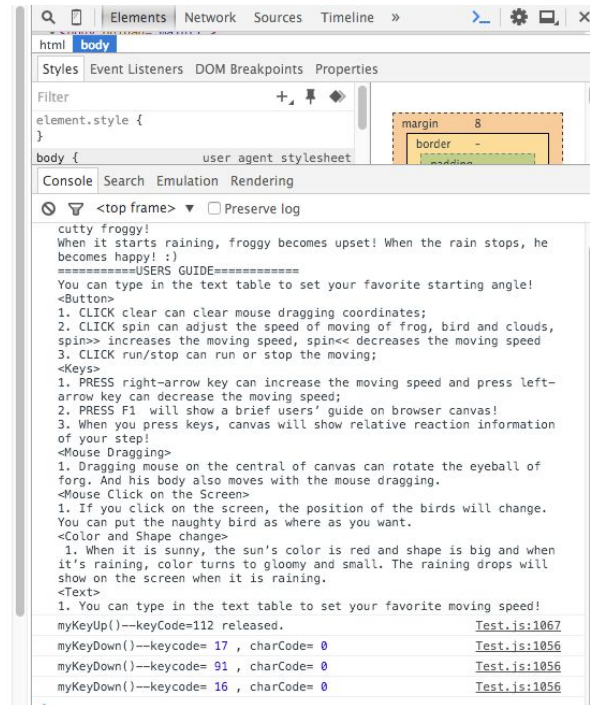 Elements Network Sources Timeline »
html body
Styles Event Listeners DOM Breakpoints Properties
Filter
element.style {
}
margin 8
border -
body { user agent stylesheet
padding
Console Search Emulation Rendering
<top frame> ▼ Preserve log
cutty froggy!
When it starts raining, froggy becomes upset! When the rain stops, he
becomes happy! :)
===========USERS GUIDE============
You can type in the text table to set your favorite starting angle!
<Button>
1. CLICK clear can clear mouse dragging coordinates;
2. CLICK spin can adjust the speed of moving of frog, bird and clouds,
spin>> increases the moving speed, spin<< decreases the moving speed
3. CLICK run/stop can run or stop the moving;
<Keys>
1. PRESS right-arrow key can increase the moving speed and press left-
arrow key can decrease the moving speed;
2. PRESS F1  will show a brief users’ guide on browser canvas!
3. When you press keys, canvas will show relative reaction information
of your step!
<Mouse Dragging>
1. Dragging mouse on the central of canvas can rotate the eyeball of
forg. And his body also moves with the mouse dragging.
<Mouse Click on the Screen>
1. If you click on the screen, the position of the birds will change.
You can put the naughty bird as where as you want.
<Color and Shape change>
1. When it is sunny, the sun’s color is red and shape is big and when
it’s raining, color turns to gloomy and small. The raining drops will
show on the screen when it is raining.
<Text>
1. You can type in the text table to set your favorite moving speed!
myKeyUp()--keyCode=112 released. Test.js:1067
myKeyDown()--keycode= 17 , charCode= 0 Test.js:1056
myKeyDown()--keycode= 91 , charCode= 0 Test.js:1056
myKeyDown()--keycode= 16 , charCode= 0 Test.js:1056